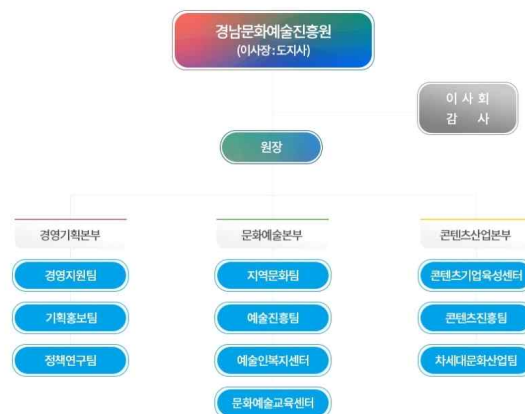 경남문화예술진흥원
(이사장:도지사)
이 사 회
감 사
원장
경영기획본부
문화예술본부
콘텐츠산업본부
경영지원팀
지역문화팀
콘텐츠기업육성센터
기획홍보팀
예술진흥팀
콘텐츠진흥팀
정책연구팀
예술인복지센터
차세대문화산업팀
문화예술교육센터